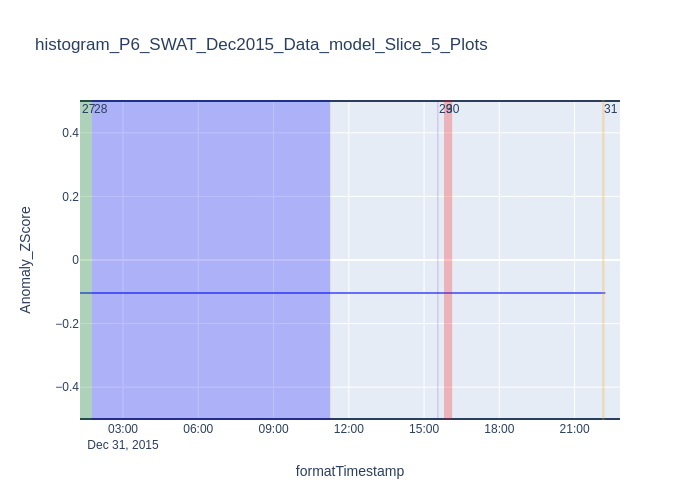 histogram_P6_SWAT_Dec2015_Data_model_Slice_5_Plots
27 28 29 30 31
0.4
0.2
0
−0.2
−0.4
Anomaly_ZScore
03:00 06:00 09:00 12:00 15:00 18:00 21:00
Dec 31, 2015
formatTimestamp